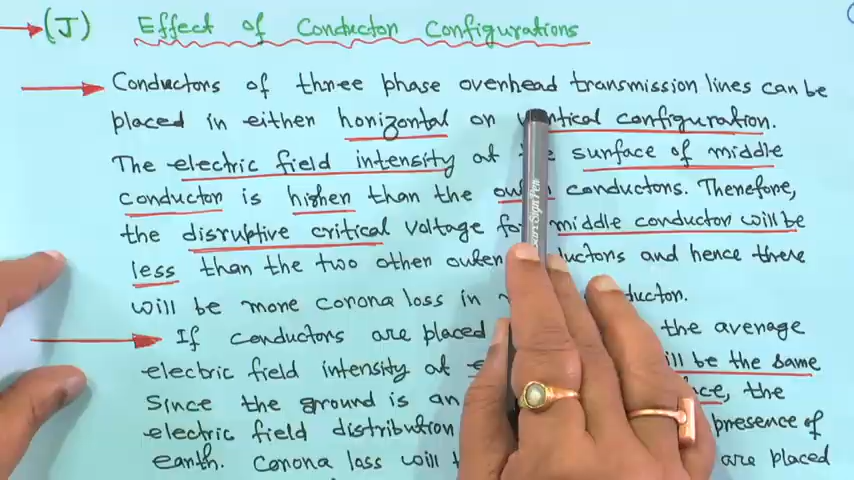 (J) Effect of Conductor Configurations
Conductors of three phase overhead transmission lines can be
placed in either horizontal or vertical configuration.
The electric field intensity at the surface of middle
conductor is higher than the outer conductors. Therefore,
the disruptive critical voltage for middle conductor will be
less than the two other outer conductors and hence there
will be more corona loss in conductor.
If conductors are placed the average
electric field intensity at will be the same
Since the ground is an the
electric field distribution presence of
earth. Corona loss will are placed